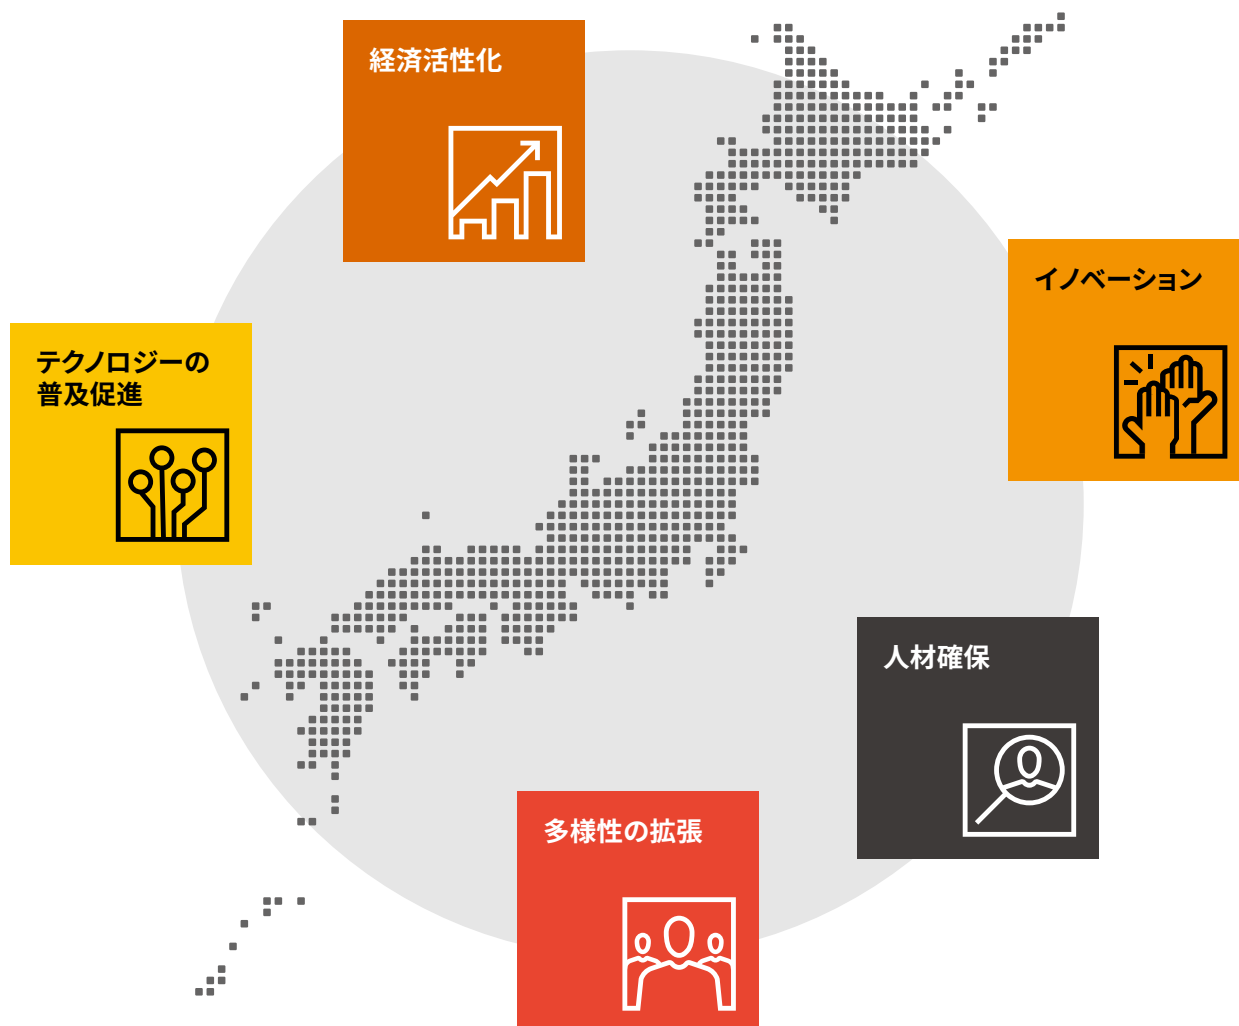 経済活性化
イノベーション
テクノロジーの
普及促進
人材確保
多様性の拡張